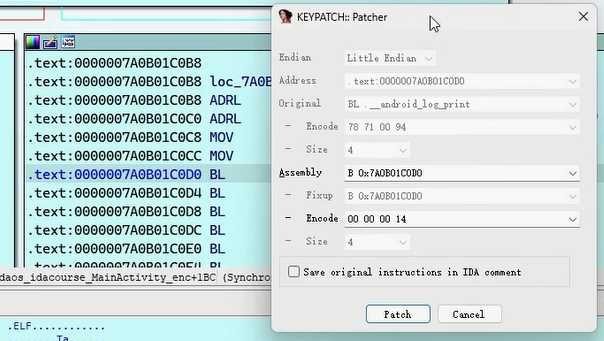 KEYPATCH:: Patcher
Endian Little Endian
Address .text:0000007A0B01C0D0
Original BL .__android_log_print
- Encode 78 71 00 94
- Size 4
Assembly B 0x7A0B01C0D0
- Fixup B 0x7A0B01C0D0
- Encode 00 00 00 14
- Size 4
Save original instructions in IDA comment
Patch Cancel
.text:0000007A0B01C0B8
.text:0000007A0B01C0B8 loc_7A0B
.text:0000007A0B01C0B8 ADRL
.text:0000007A0B01C0C0 ADRL
.text:0000007A0B01C0C8 MOV
.text:0000007A0B01C0CC MOV
.text:0000007A0B01C0D0 BL
.text:0000007A0B01C0D4 BL
.text:0000007A0B01C0D8 BL
.text:0000007A0B01C0DC BL
.text:0000007A0B01C0E0 BL
.text:0000007A0B01C0E4 BL
daos_idacourse_MainActivity_enc+1BC (Synchro
.ELF............
Ta